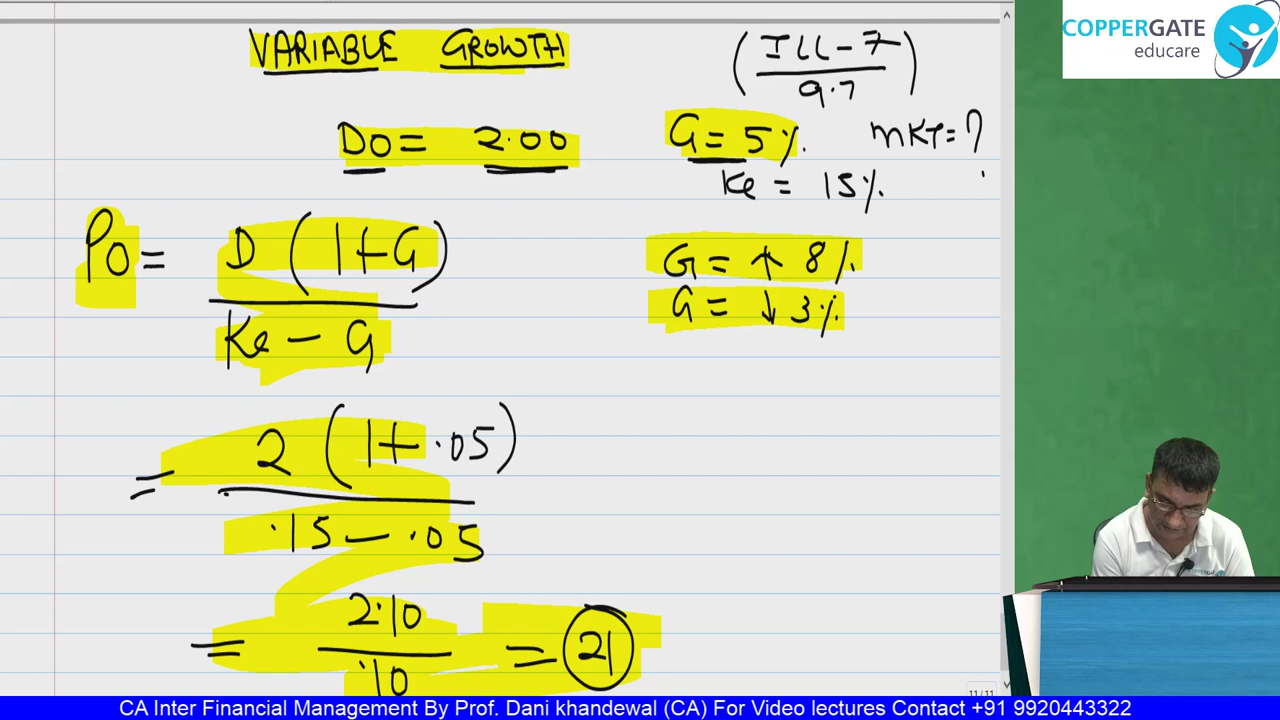 VARIABLE GROWTH
(ILL-7
9.7)
D0 = 2.00
G = 5%. MKT = ?
Ke = 15%
P0 = D (1+G)
Ke - G
G = ↑ 8%
G = ↓ 3%
= 2 (1+.05)
.15 - .05
= 2.10
.10
= 21
COPPERGATE
educare
11/11
CA Inter Financial Management By Prof. Dani khandewal (CA) For Video lectures Contact +91 9920443322